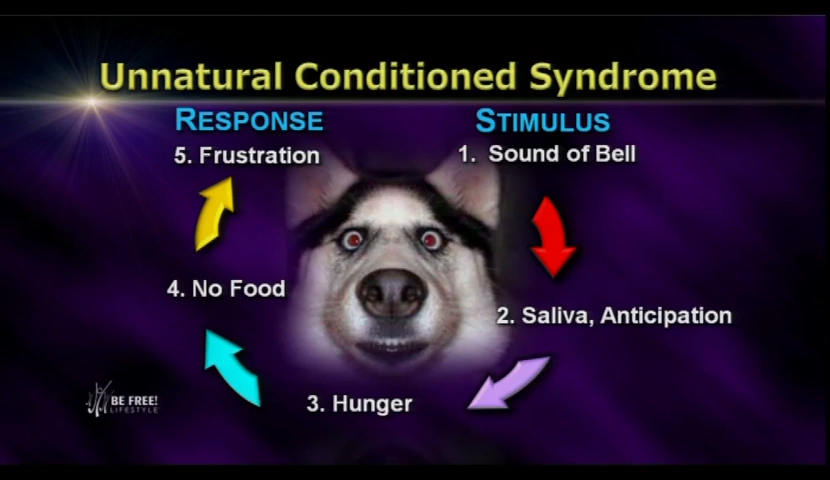 Unnatural Conditioned Syndrome
RESPONSE
5. Frustration
STIMULUS
1. Sound of Bell
2. Saliva, Anticipation
3. Hunger
4. No Food
BE FREE!
LIFESTYLE